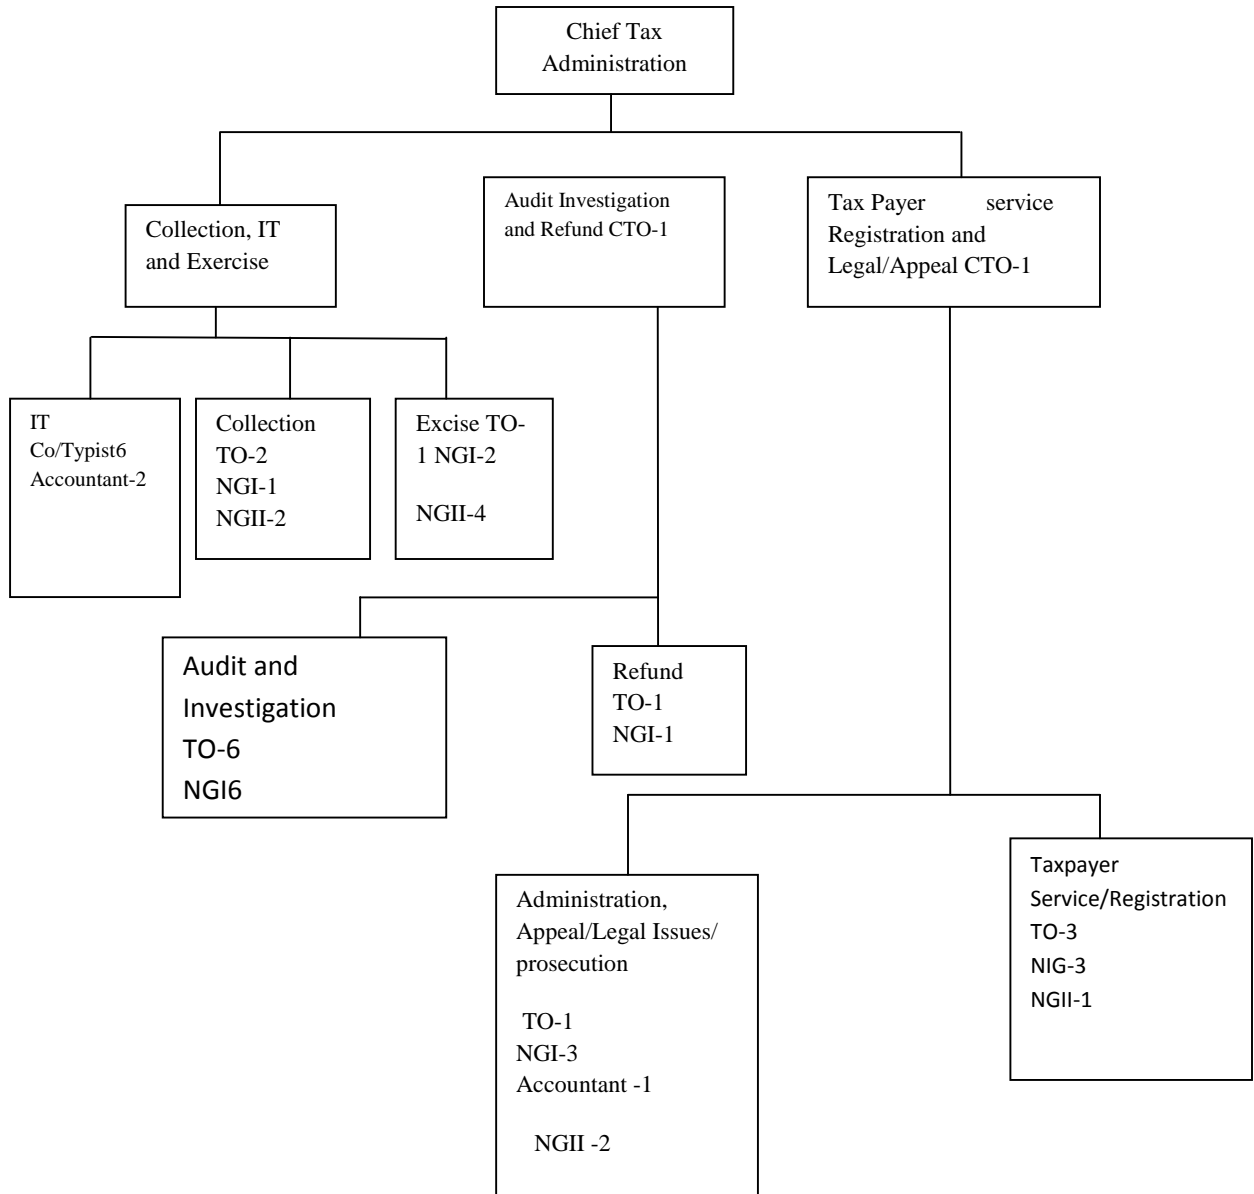 Chief Tax
Administration
Collection, IT
and Exercise
Audit Investigation
and Refund CTO-1
Tax Payer service
Registration and
Legal/Appeal CTO-1
IT
Co/Typist6
Accountant-2
Collection
TO-2
NGI-1
NGII-2
Excise TO-
1 NGI-2
NGII-4
Audit and
Investigation
TO-6
NGI6
Refund
TO-1
NGI-1
Administration,
Appeal/Legal Issues/
prosecution
TO-1
NGI-3
Accountant -1
NGII -2
Taxpayer
Service/Registration
TO-3
NIG-3
NGII-1